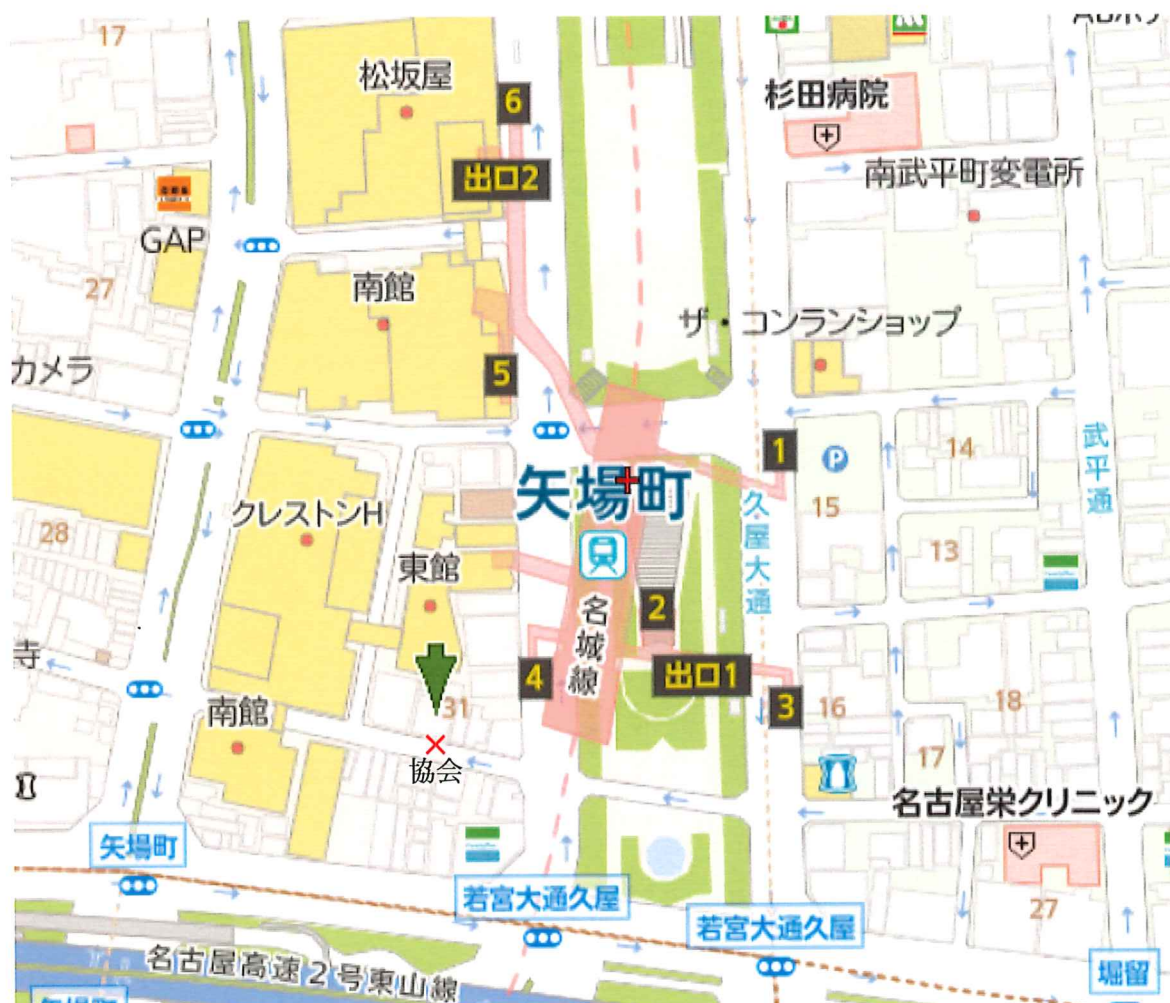 17
松坂屋
6
杉田病院
出口2
南武平町変電所
GAP
27
南館
ザ・コンランショップ
カメラ
5
1
P
14
武平通
矢場町
15
久屋大通
クレストンH
28
13
東館
2
名城線
寺
4
出口1
3
31
16
18
南館
協会
17
名古屋栄クリニック
矢場町
若宮大通久屋
27
若宮大通久屋
名古屋高速2号東山線
堀留
矢場町